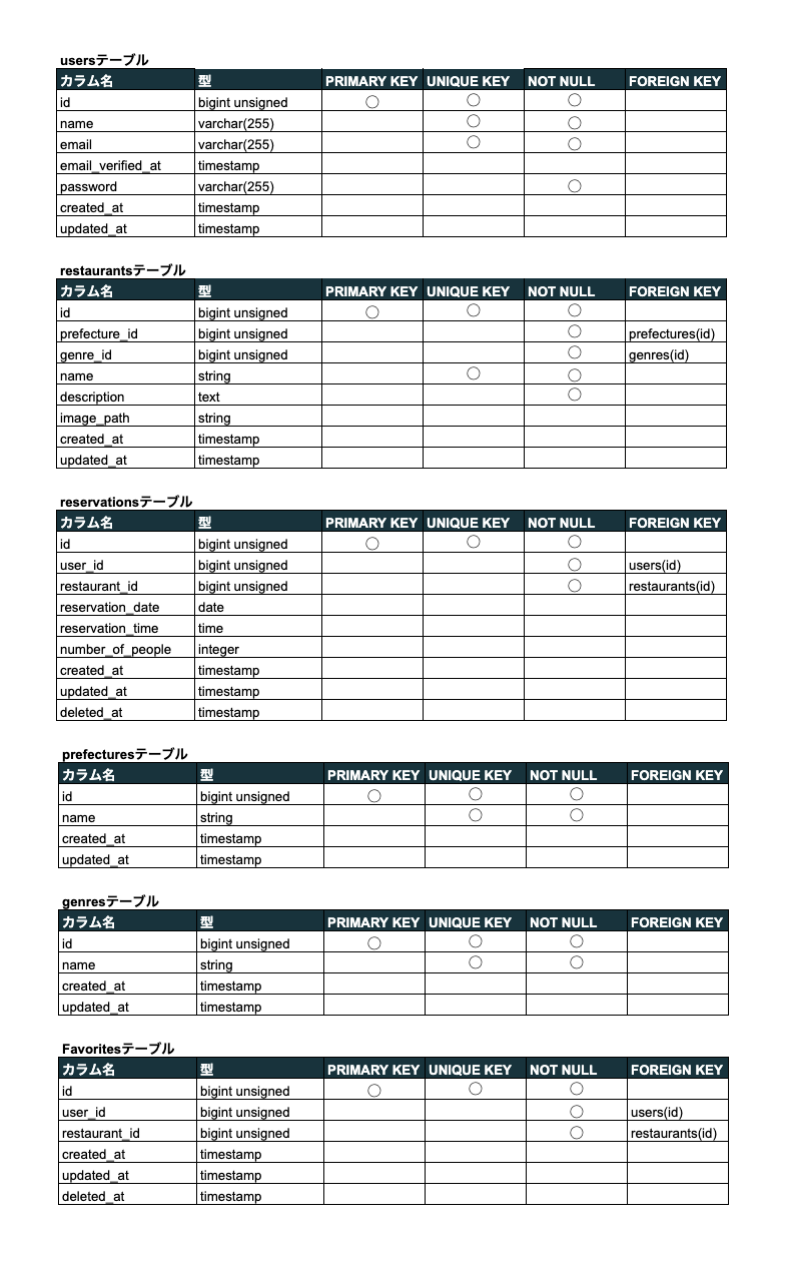 usersテーブル
カラム名 型 PRIMARY KEY UNIQUE KEY NOT NULL FOREIGN KEY
id bigint unsigned ○ ○ ○
name varchar(255) ○ ○
email varchar(255) ○ ○
email_verified_at timestamp
password varchar(255) ○
created_at timestamp
updated_at timestamp
restaurantsテーブル
カラム名 型 PRIMARY KEY UNIQUE KEY NOT NULL FOREIGN KEY
id bigint unsigned ○ ○ ○
prefecture_id bigint unsigned ○ prefectures(id)
genre_id bigint unsigned ○ genres(id)
name string ○ ○
description text ○
image_path string
created_at timestamp
updated_at timestamp
reservationsテーブル
カラム名 型 PRIMARY KEY UNIQUE KEY NOT NULL FOREIGN KEY
id bigint unsigned ○ ○ ○
user_id bigint unsigned ○ users(id)
restaurant_id bigint unsigned ○ restaurants(id)
reservation_date date
reservation_time time
number_of_people integer
created_at timestamp
updated_at timestamp
deleted_at timestamp
prefecturesテーブル
カラム名 型 PRIMARY KEY UNIQUE KEY NOT NULL FOREIGN KEY
id bigint unsigned ○ ○ ○
name string ○ ○
created_at timestamp
updated_at timestamp
genresテーブル
カラム名 型 PRIMARY KEY UNIQUE KEY NOT NULL FOREIGN KEY
id bigint unsigned ○ ○ ○
name string ○ ○
created_at timestamp
updated_at timestamp
Favoritesテーブル
カラム名 型 PRIMARY KEY UNIQUE KEY NOT NULL FOREIGN KEY
id bigint unsigned ○ ○ ○
user_id bigint unsigned ○ users(id)
restaurant_id bigint unsigned ○ restaurants(id)
created_at timestamp
updated_at timestamp
deleted_at timestamp